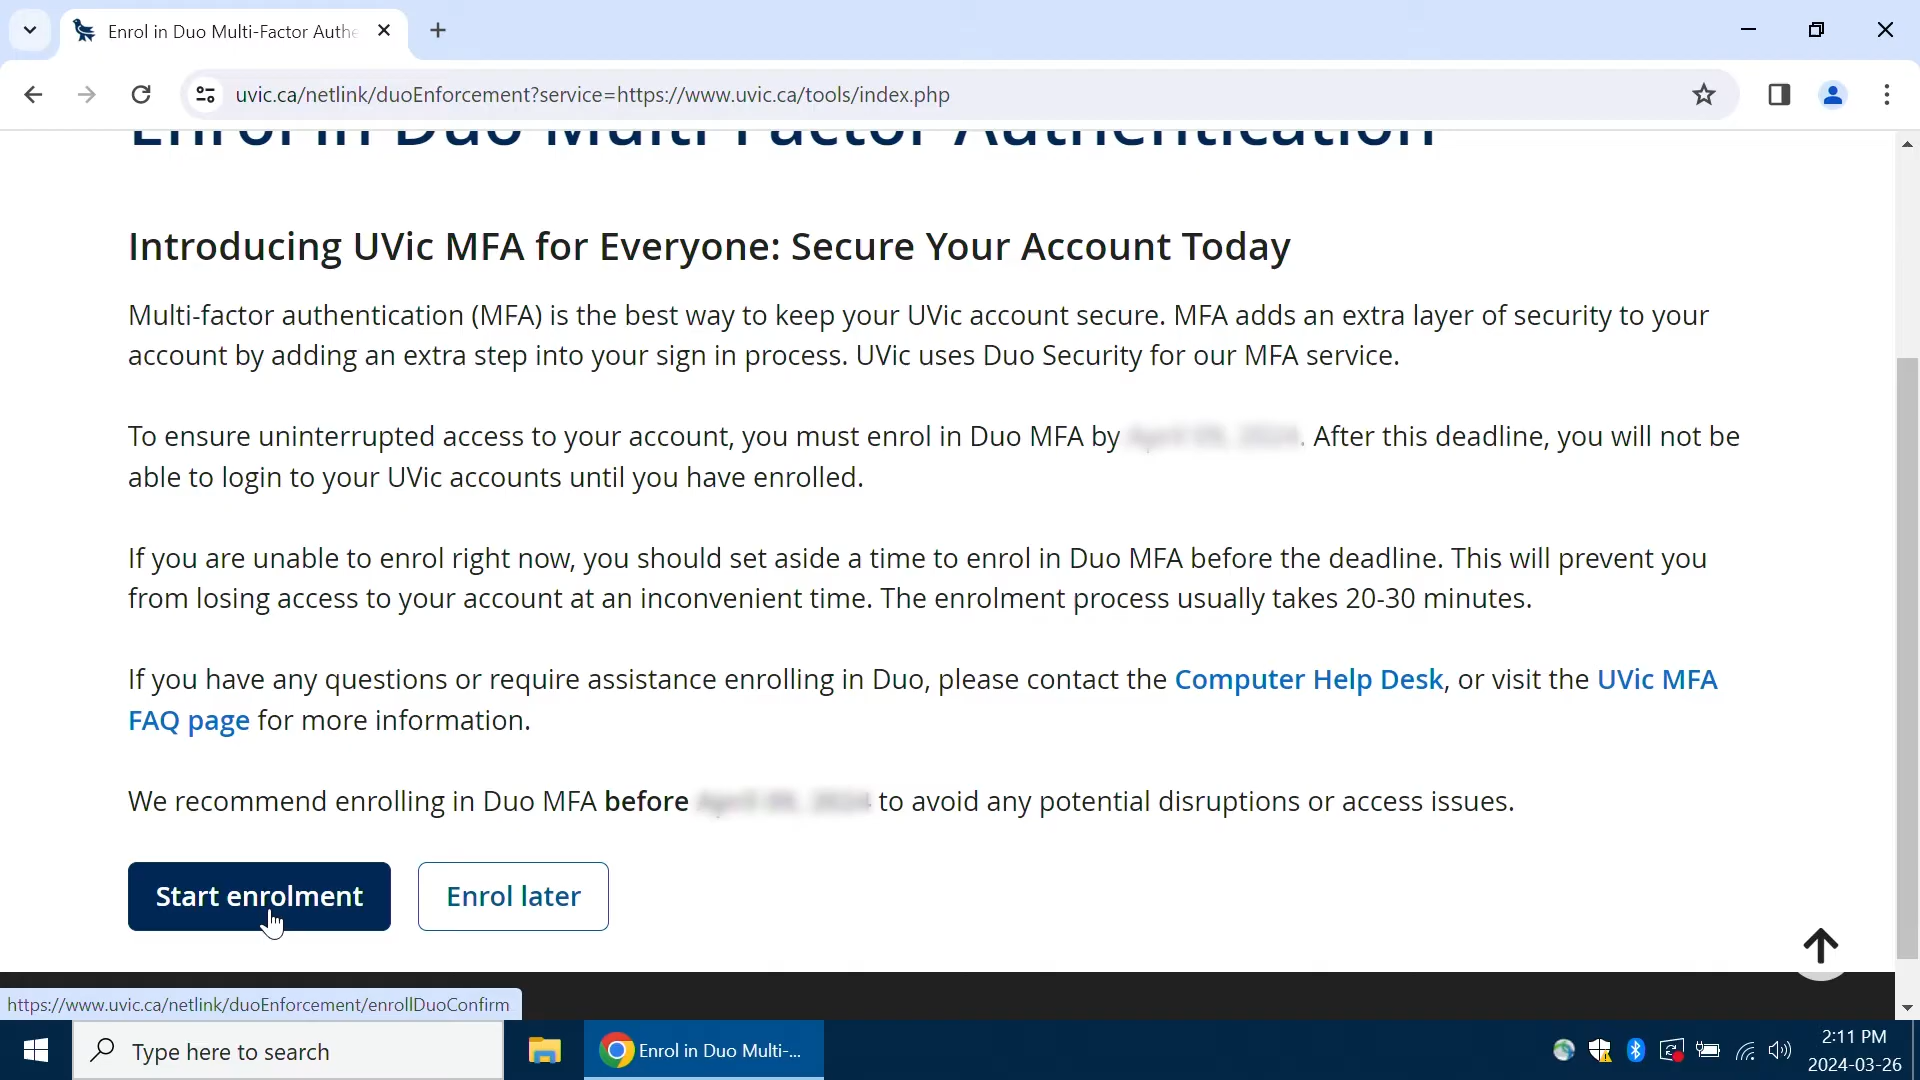 Enrol in Duo Multi-Factor Authe
uvic.ca/netlink/duoEnforcement?service=https://www.uvic.ca/tools/index.php
Enrol in Duo Multi-Factor Authentication
Introducing UVic MFA for Everyone: Secure Your Account Today
Multi-factor authentication (MFA) is the best way to keep your UVic account secure. MFA adds an extra layer of security to your
account by adding an extra step into your sign in process. UVic uses Duo Security for our MFA service.
To ensure uninterrupted access to your account, you must enrol in Duo MFA by . After this deadline, you will not be
able to login to your UVic accounts until you have enrolled.
If you are unable to enrol right now, you should set aside a time to enrol in Duo MFA before the deadline. This will prevent you
from losing access to your account at an inconvenient time. The enrolment process usually takes 20-30 minutes.
If you have any questions or require assistance enrolling in Duo, please contact the Computer Help Desk, or visit the UVic MFA
FAQ page for more information.
We recommend enrolling in Duo MFA before to avoid any potential disruptions or access issues.
Start enrolment
Enrol later
https://www.uvic.ca/netlink/duoEnforcement/enrollDuoConfirm
Type here to search
Enrol in Duo Multi-...
2:11 PM
2024-03-26